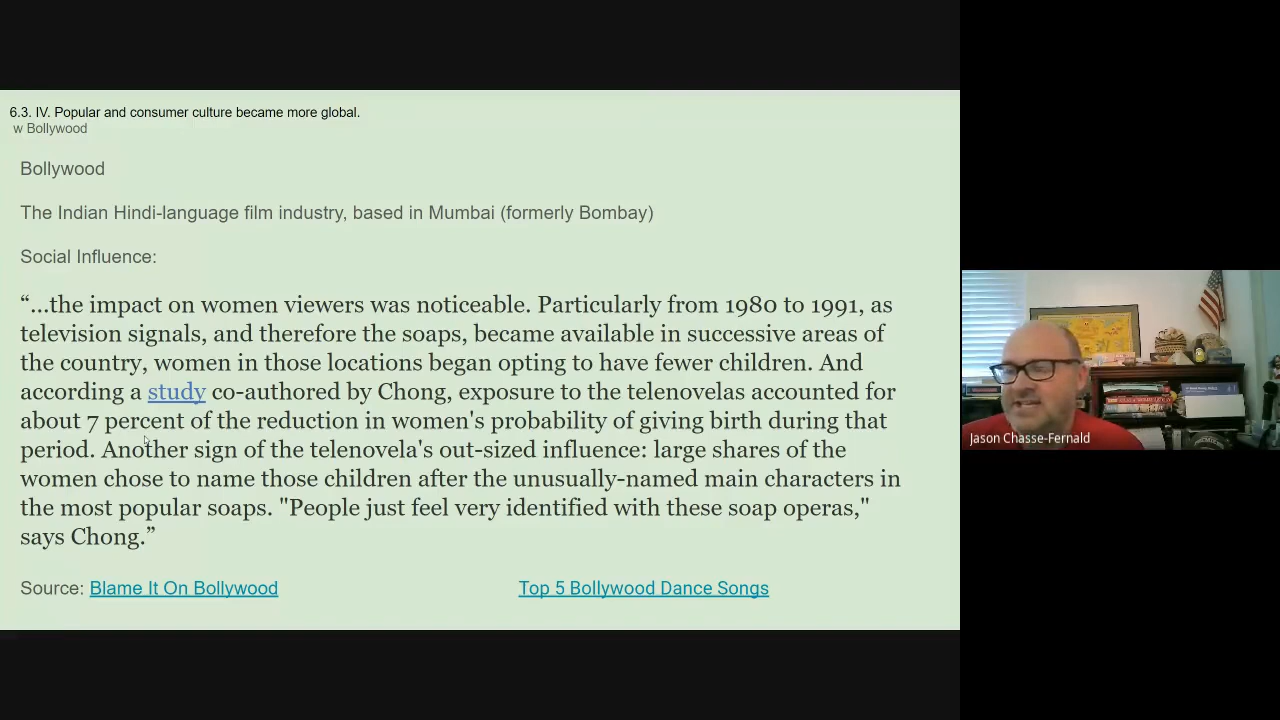 6.3. IV. Popular and consumer culture became more global.
w Bollywood
Bollywood
The Indian Hindi-language film industry, based in Mumbai (formerly Bombay)
Social Influence:
“...the impact on women viewers was noticeable. Particularly from 1980 to 1991, as
television signals, and therefore the soaps, became available in successive areas of
the country, women in those locations began opting to have fewer children. And
according a study co-authored by Chong, exposure to the telenovelas accounted for
about 7 percent of the reduction in women's probability of giving birth during that
period. Another sign of the telenovela's out-sized influence: large shares of the
women chose to name those children after the unusually-named main characters in
the most popular soaps. "People just feel very identified with these soap operas,"
says Chong.”
Source: Blame It On Bollywood
Top 5 Bollywood Dance Songs
Jason Chasse-Fernald